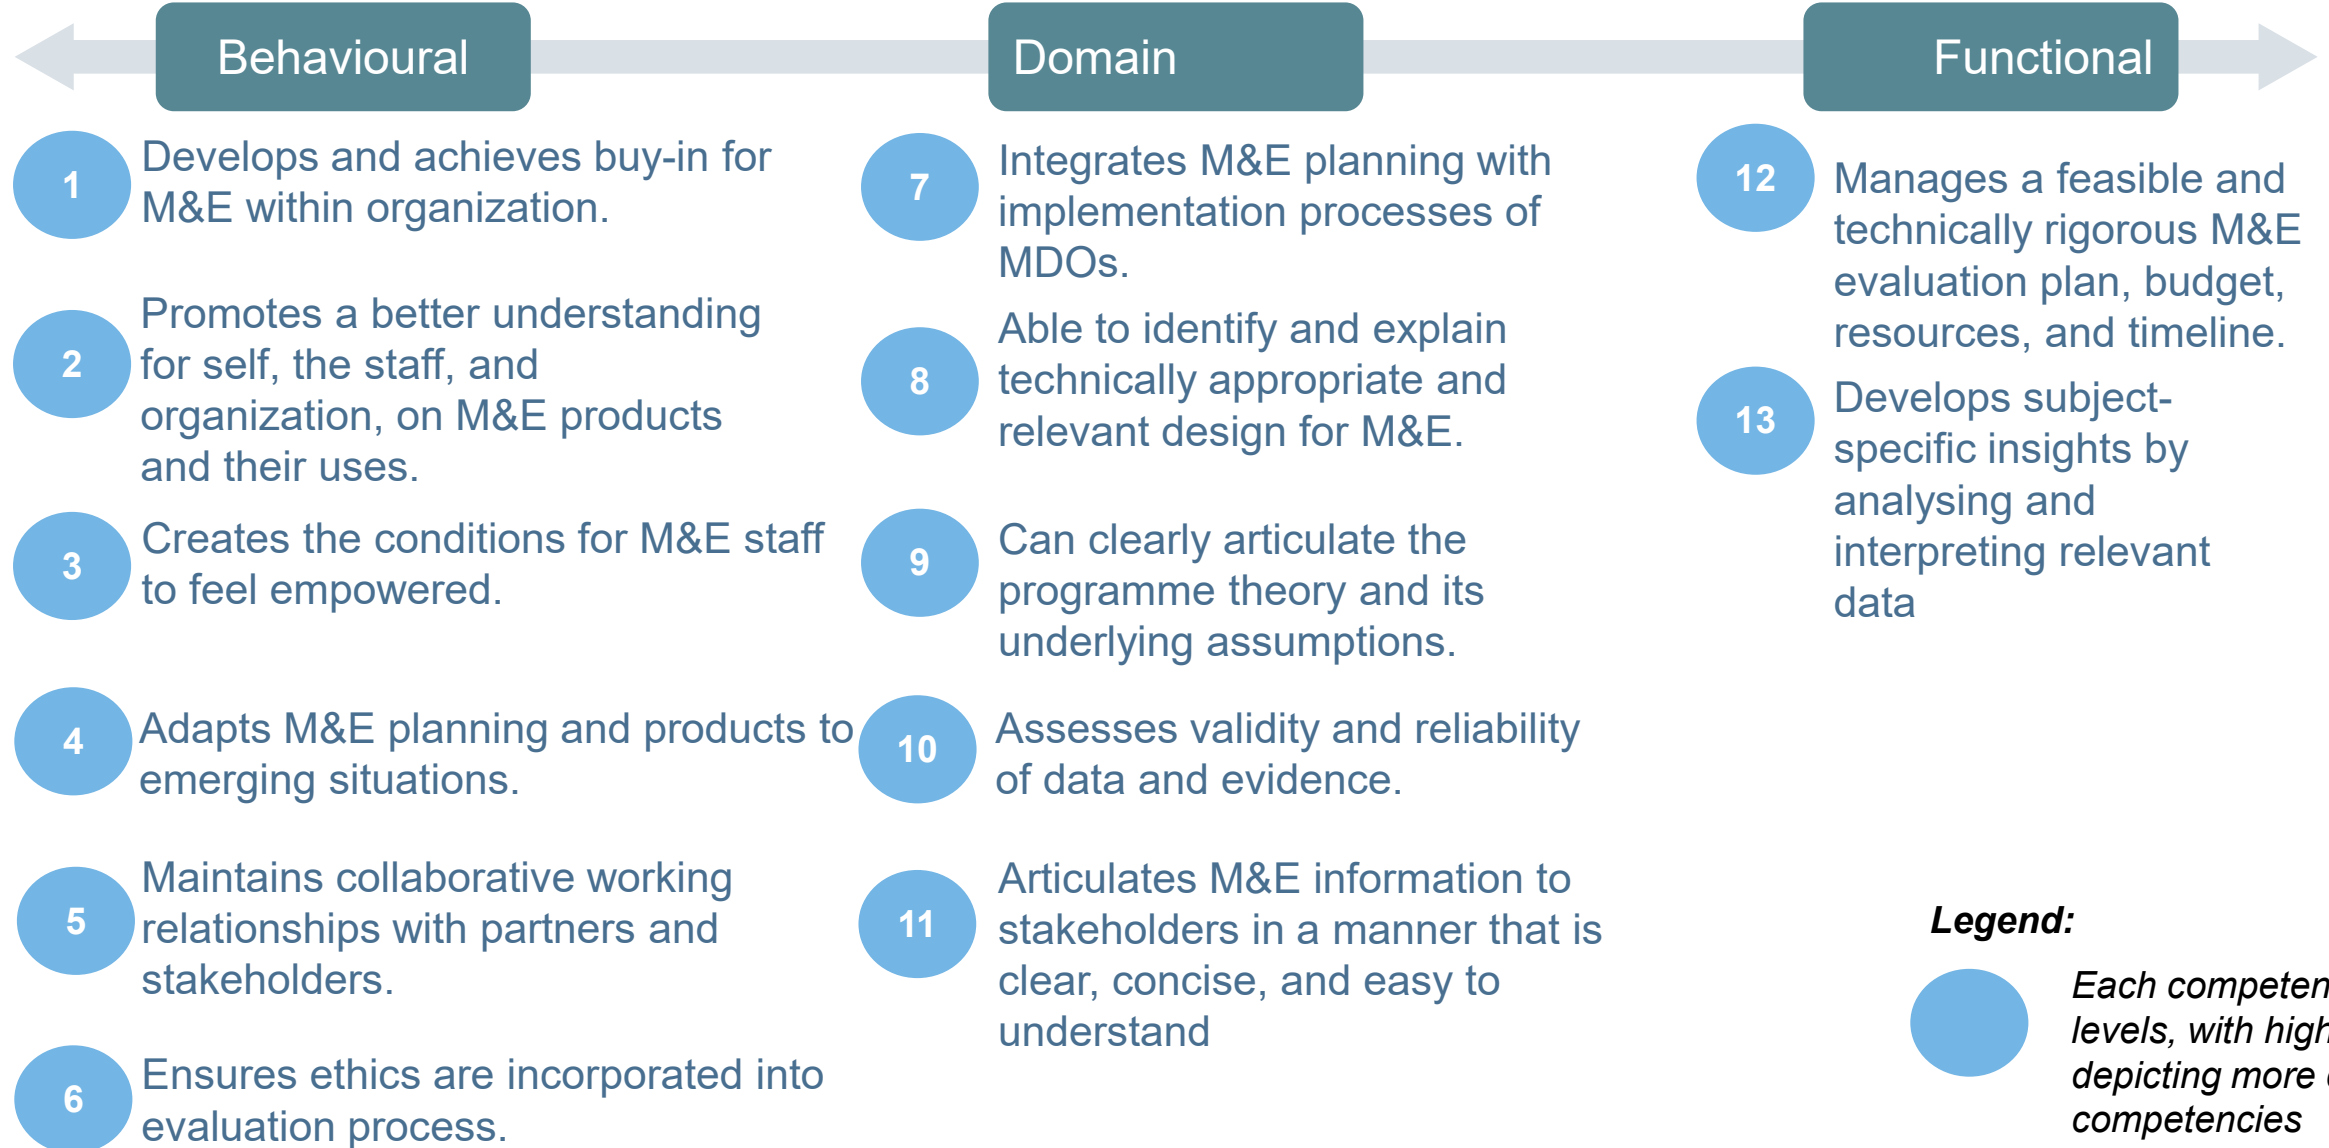 Behavioural
Domain
Functional
1
Develops and achieves buy-in for
M&E within organization.
2
Promotes a better understanding
for self, the staff, and
organization, on M&E products
and their uses.
3
Creates the conditions for M&E staff
to feel empowered.
4
Adapts M&E planning and products to
emerging situations.
5
Maintains collaborative working
relationships with partners and
stakeholders.
6
Ensures ethics are incorporated into
evaluation process.
7
Integrates M&E planning with
implementation processes of
MDOs.
8
Able to identify and explain
technically appropriate and
relevant design for M&E.
9
Can clearly articulate the
programme theory and its
underlying assumptions.
10
Assesses validity and reliability
of data and evidence.
11
Articulates M&E information to
stakeholders in a manner that is
clear, concise, and easy to
understand
12
Manages a feasible and
technically rigorous M&E
evaluation plan, budget,
resources, and timeline.
13
Develops subject-
specific insights by
analysing and
interpreting relevant
data
Legend:
Each competen
levels, with high
depicting more
competencies